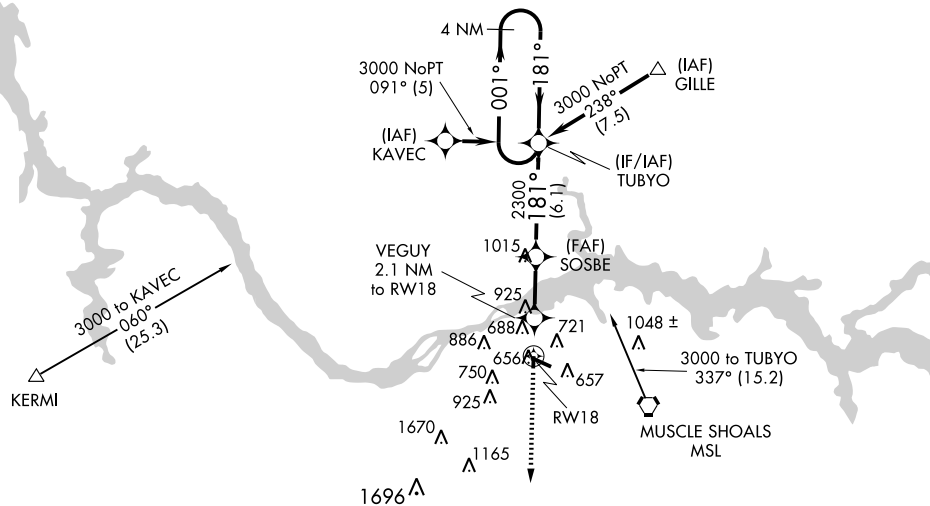 4 NM
3000 NoPT
091° (5)
001°
181°
3000 NoPT
238°
(7.5)
(IAF)
GILLE
(IAF)
KAVEC
(IF/IAF)
TUBYO
2300
181°
(6.1)
1015
(FAF)
SOSBE
VEGUY
2.1 NM
to RW18
3000 to KAVEC
060°
(25.3)
KERMI
925
688
721
886
656
1048 ±
3000 to TUBYO
337° (15.2)
750
657
925
RW18
MUSCLE SHOALS
MSL
1670
1165
1696